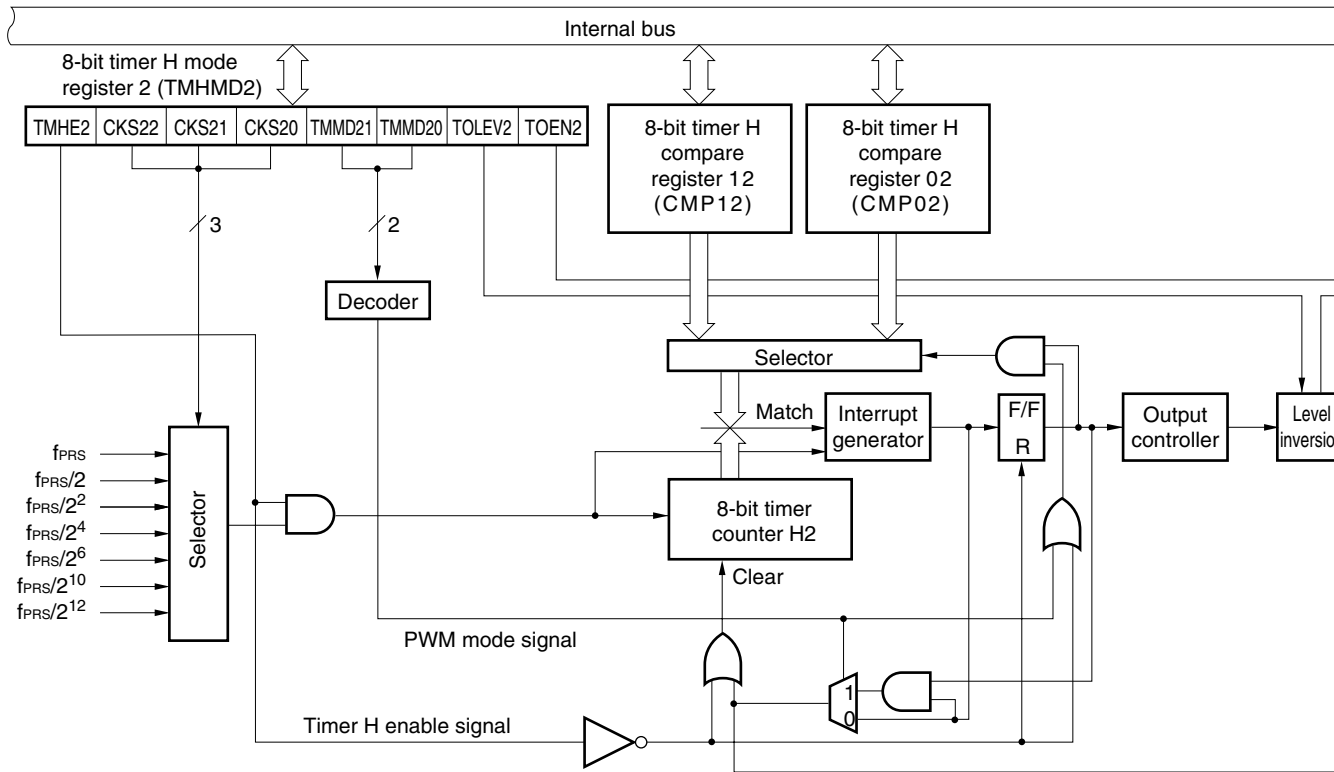 Internal bus
8-bit timer H mode
register 2 (TMHMD2)
TMHE2 CKS22 CKS21 CKS20 TMMD21 TMMD20 TOLEV2 TOEN2
8-bit timer H
compare
register 12
(CMP12)
8-bit timer H
compare
register 02
(CMP02)
3
2
Decoder
Selector
Match
Interrupt
generator
F/F
R
Output
controller
Level
inversion
fPRS
fPRS/2
fPRS/2²
fPRS/2⁴
fPRS/2⁶
fPRS/2¹⁰
fPRS/2¹²
Selector
8-bit timer
counter H2
Clear
PWM mode signal
1
0
Timer H enable signal